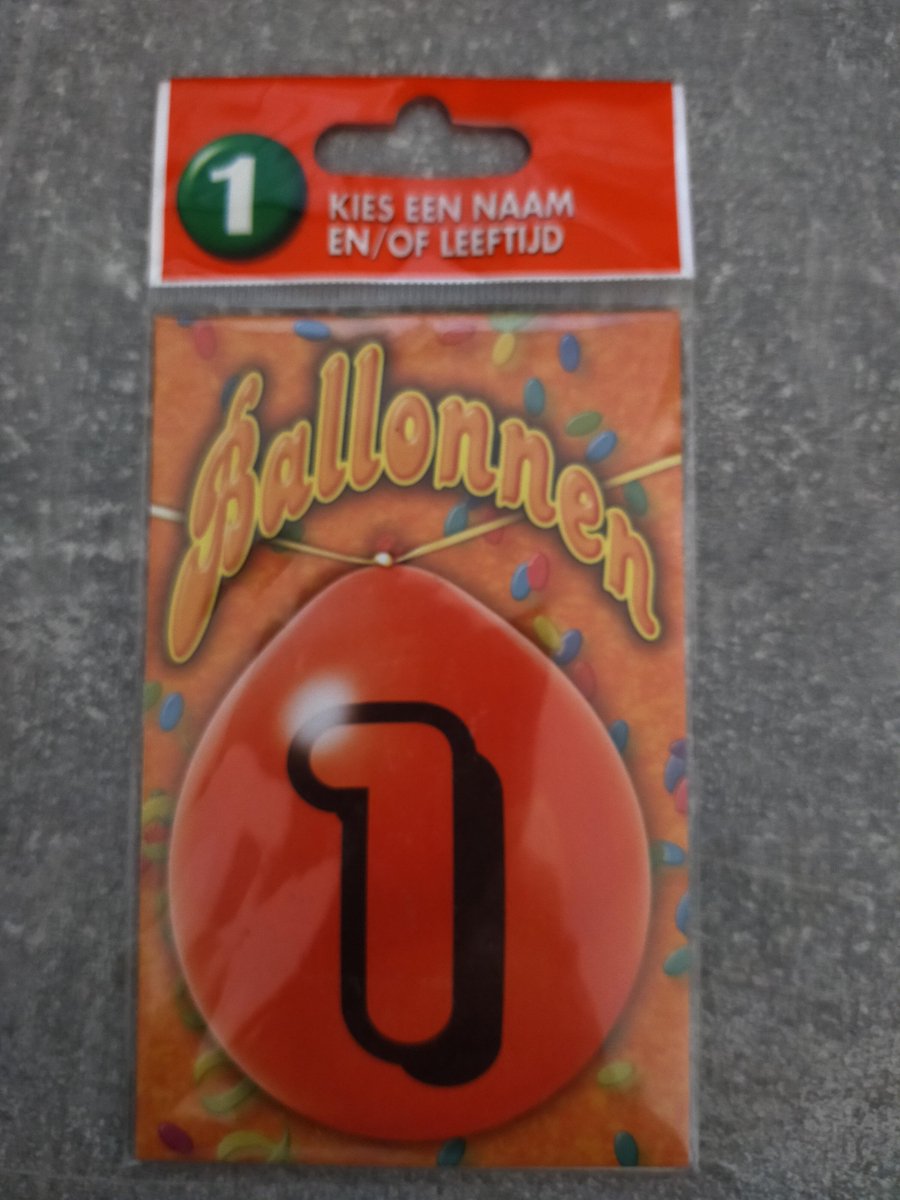 1
KIES EEN NAAM
EN/OF LEEFTIJD
Ballonnen
1